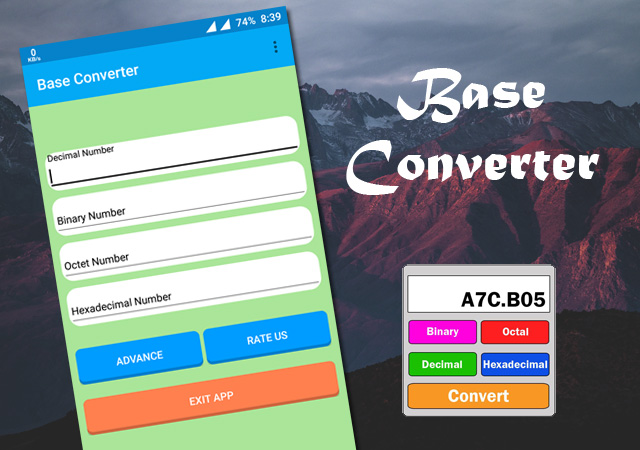 0
KB/s
74% 8:39
Base Converter
Decimal Number
Binary Number
Octet Number
Hexadecimal Number
ADVANCE
RATE US
EXIT APP
Base
Converter
A7C.B05
Binary
Octal
Decimal
Hexadecimal
Convert